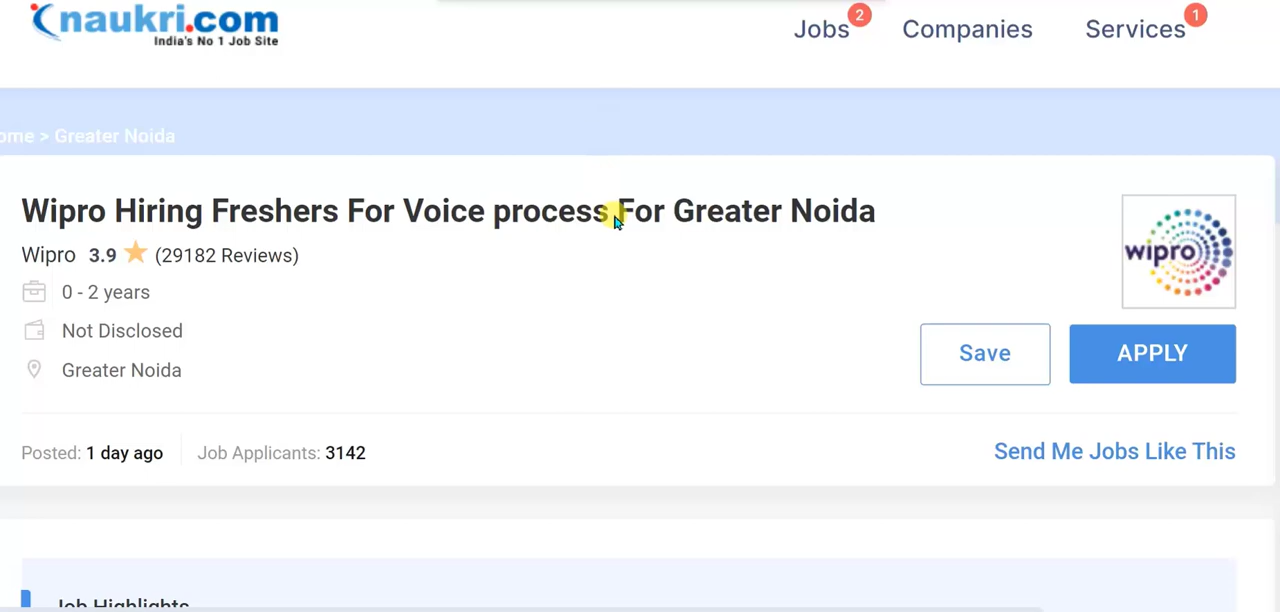 naukri.com
India's No 1 Job Site
Jobs 2 Companies Services 1
ome > Greater Noida
Wipro Hiring Freshers For Voice process For Greater Noida
Wipro 3.9 (29182 Reviews)
wipro
0 - 2 years
Not Disclosed
Greater Noida
Save APPLY
Posted: 1 day ago Job Applicants: 3142 Send Me Jobs Like This
Job Highlights